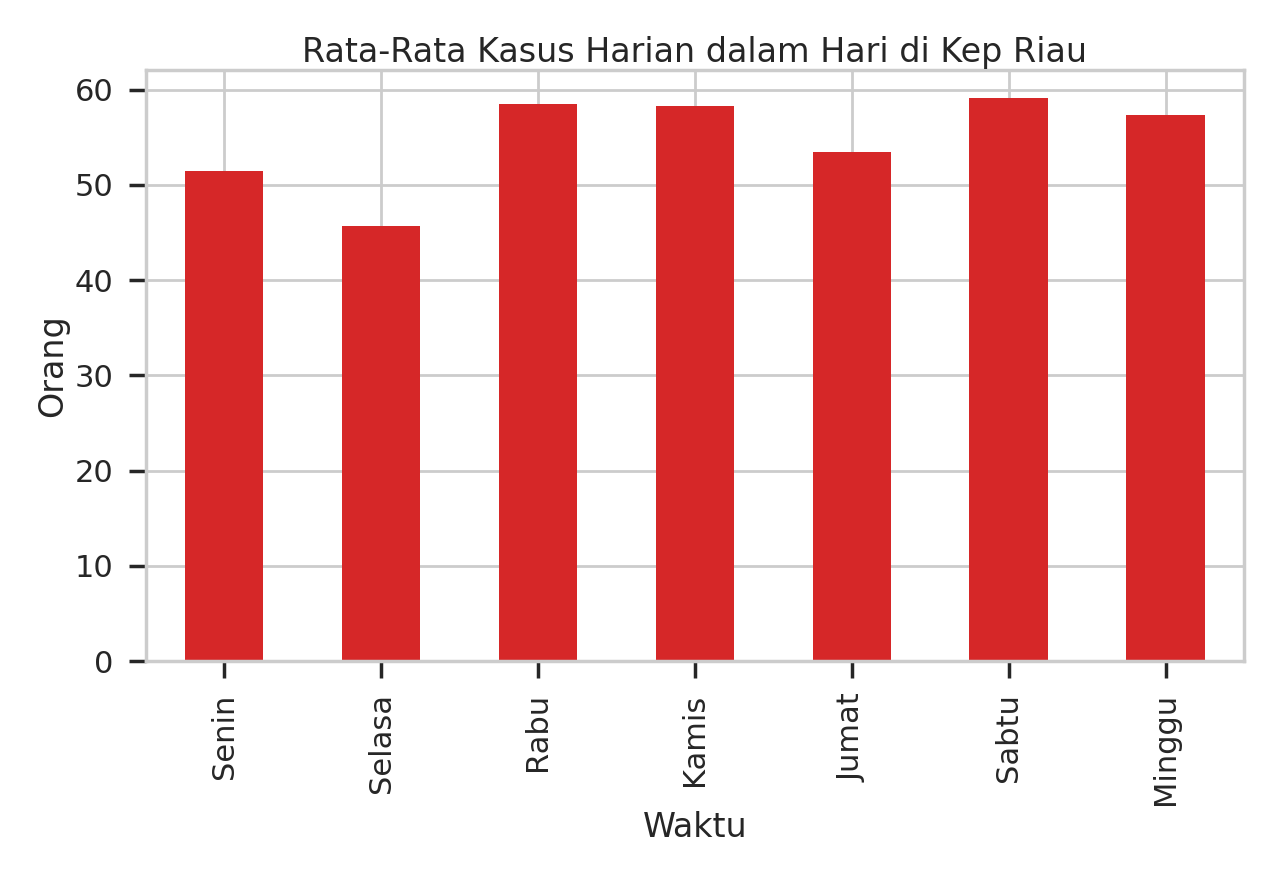 Rata-Rata Kasus Harian dalam Hari di Kep Riau
60
50
40
30
20
10
0
Orang
Senin
Selasa
Rabu
Kamis
Jumat
Sabtu
Minggu
Waktu